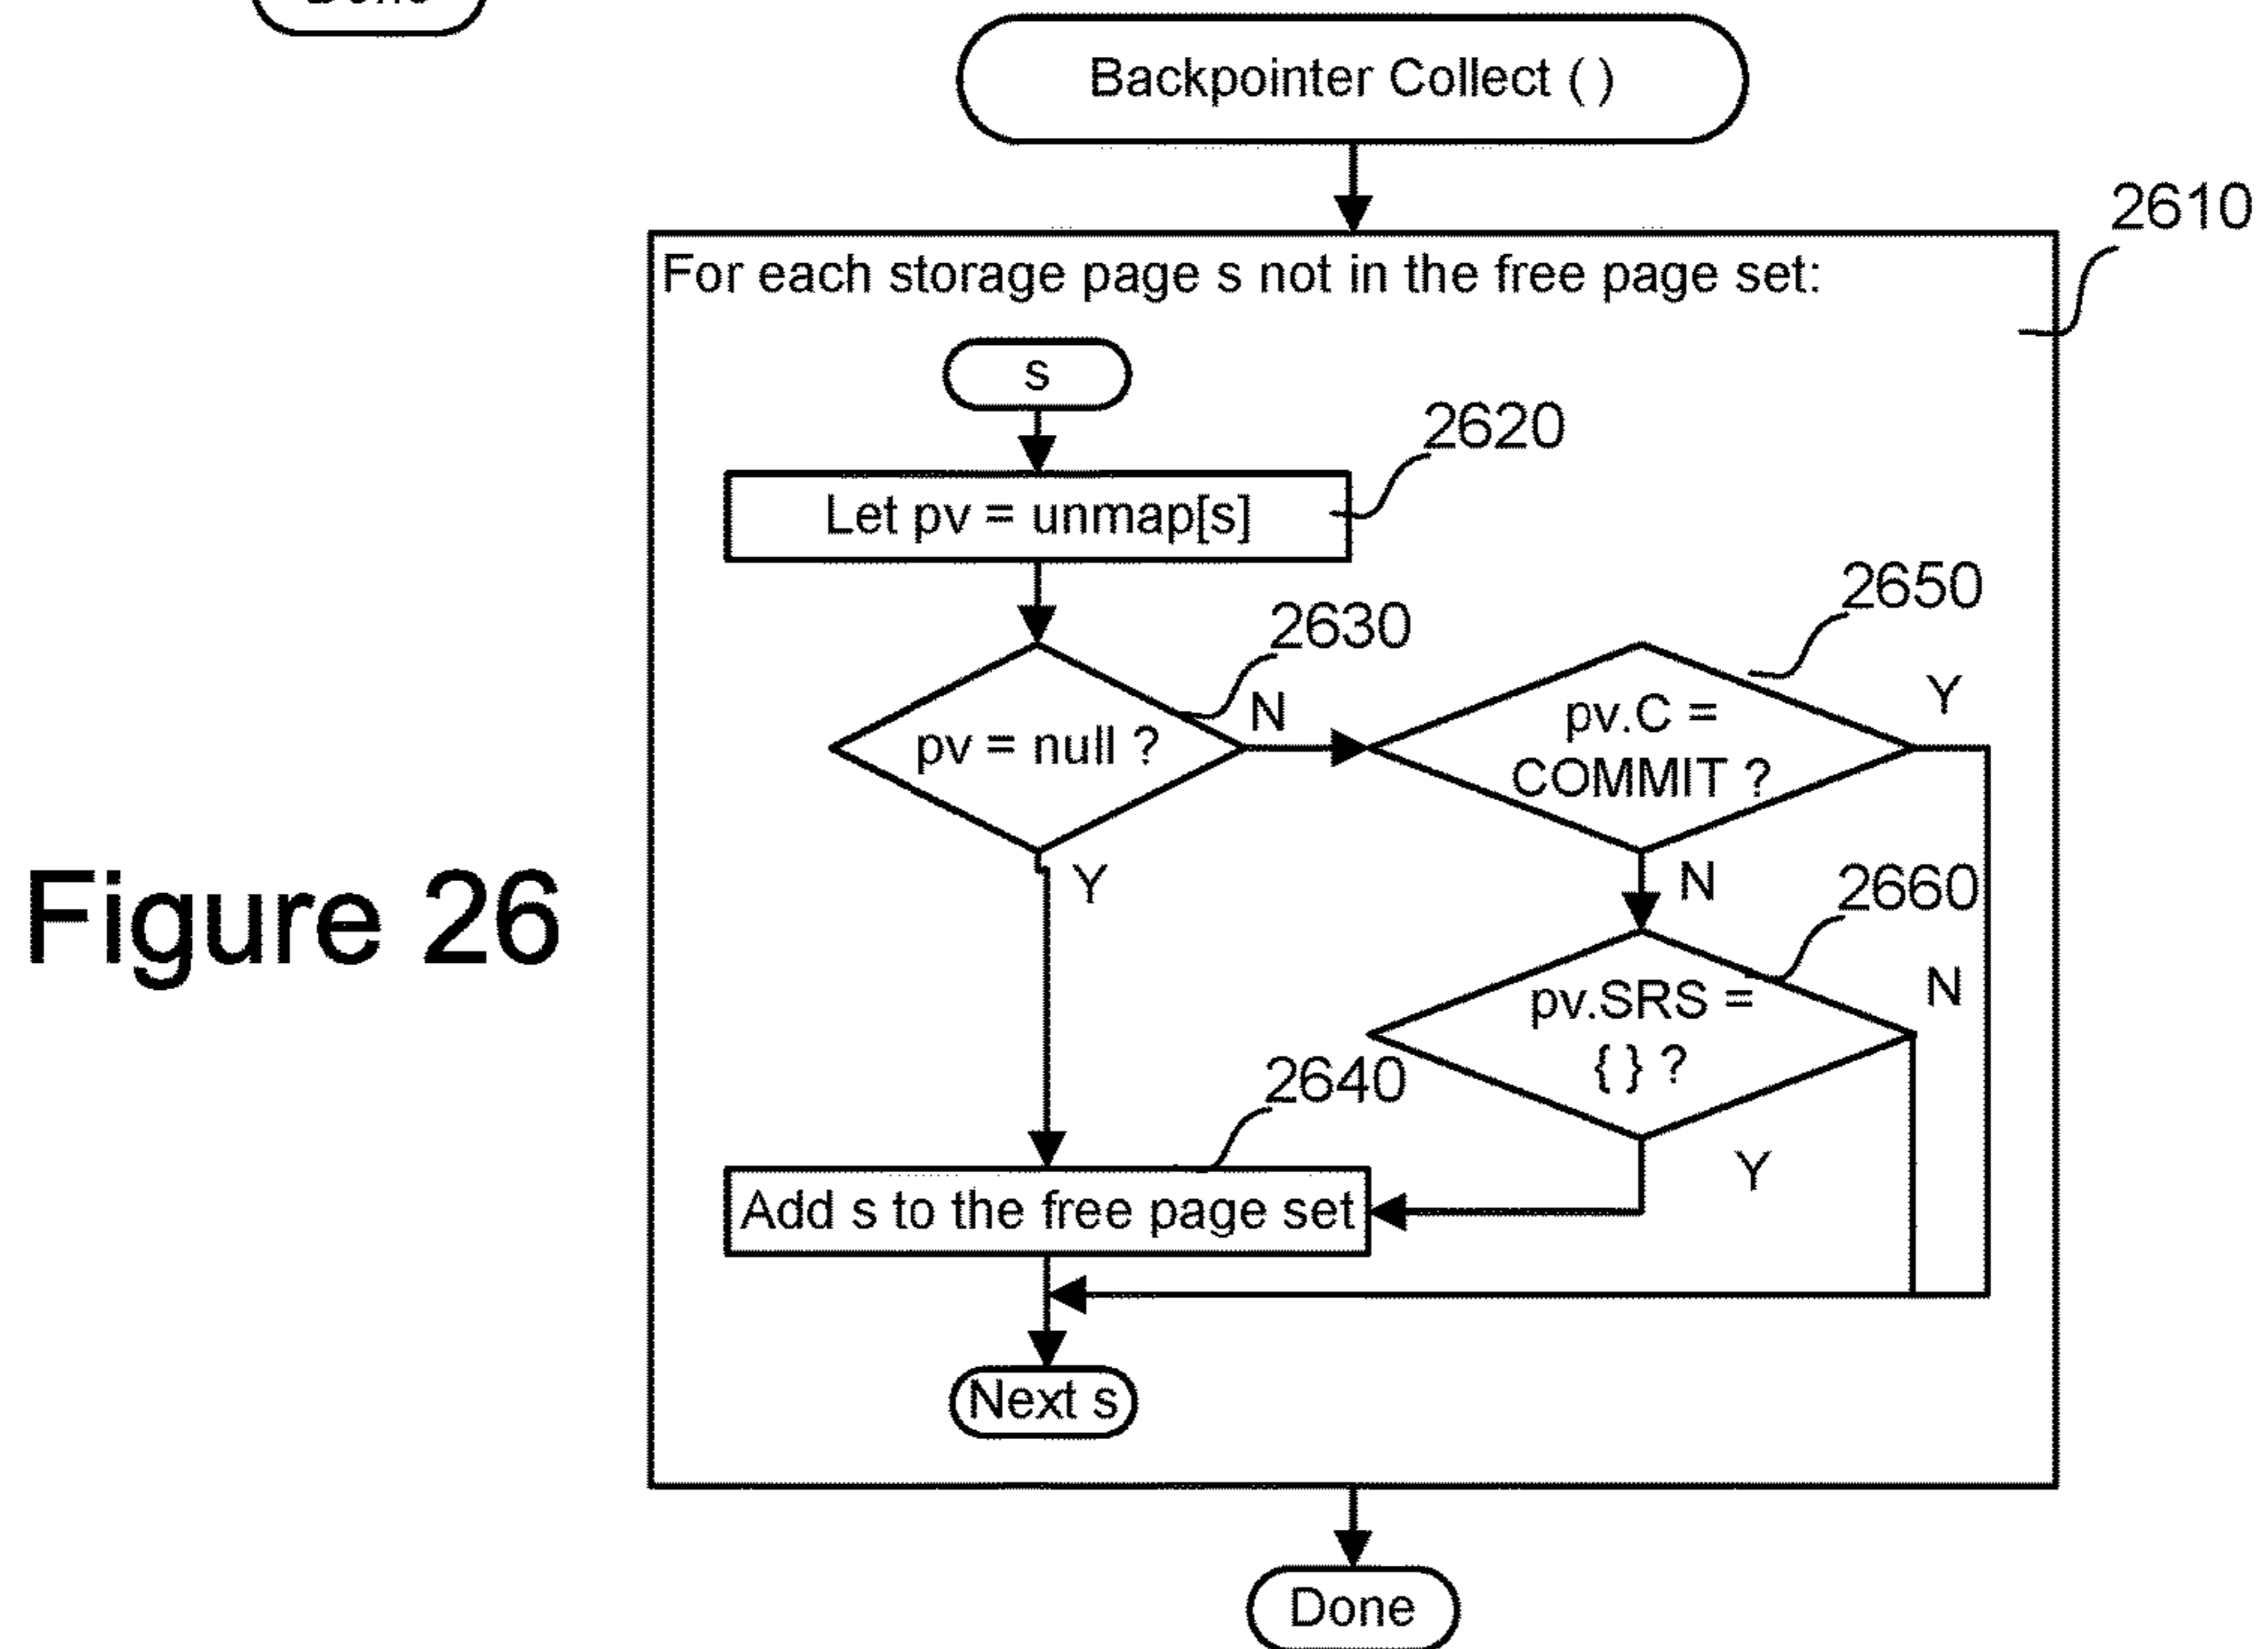 Done
Backpointer Collect ( )
2610
For each storage page s not in the free page set:
s
2620
Let pv = unmap[s]
2650
2630
N
Y
pv = null ?
pv.C =
COMMIT ?
Y
N
2660
Figure 26
N
pv.SRS =
{ } ?
2640
Y
Add s to the free page set
Next s
Done